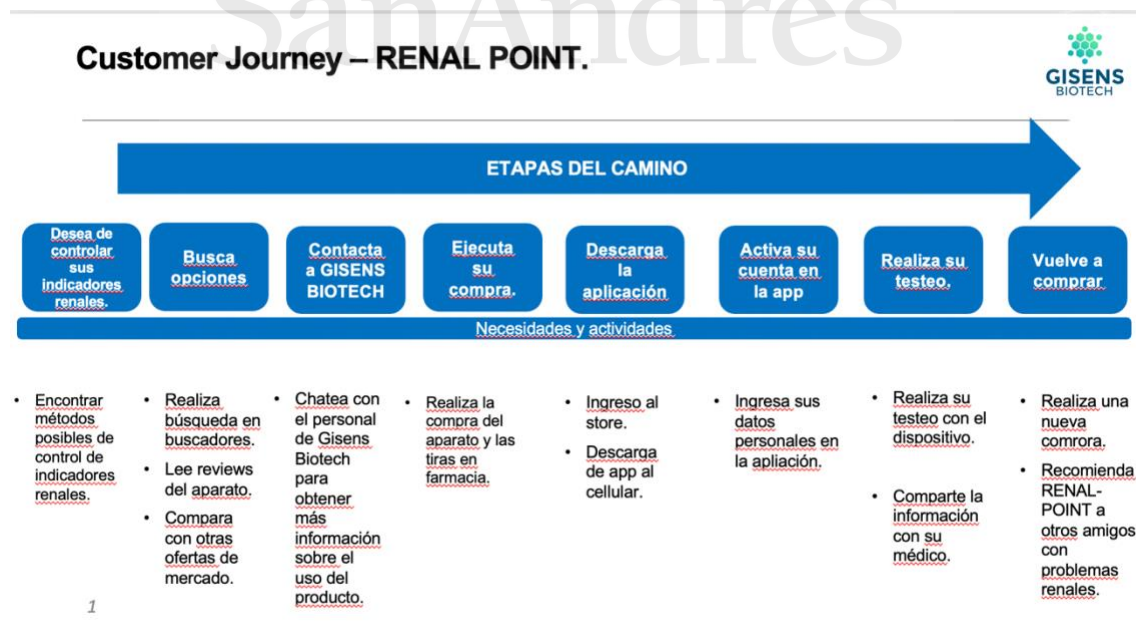 SanAndrés
Customer Journey – RENAL POINT.
GISENS
BIOTECH
ETAPAS DEL CAMINO
Desea de
controlar
sus
indicadores
renales.
Busca
opciones
Contacta
a GISENS
BIOTECH
Ejecuta
su
compra.
Descarga
la
aplicación
Activa su
cuenta en
la app
Realiza su
testeo.
Vuelve a
comprar
Necesidades y actividades
• Encontrar
métodos
posibles de
control de
indicadores
renales.
• Realiza
búsqueda en
buscadores.
• Lee reviews
del aparato.
• Compara
con otras
ofertas de
mercado.
• Chatea con
el personal
de Gisens
Biotech
para
obtener
más
información
sobre el
uso del
producto.
• Realiza la
compra del
aparato y las
tiras en
farmacia.
• Ingreso al
store.
• Descarga
de app al
cellular.
• Ingresa sus
datos
personales en
la apliación.
• Realiza su
testeo con el
dispositivo.
• Comparte la
información
con su
médico.
• Realiza una
nueva
comrora.
• Recomienda
RENAL-
POINT a
otros amigos
con
problemas
renales.
1